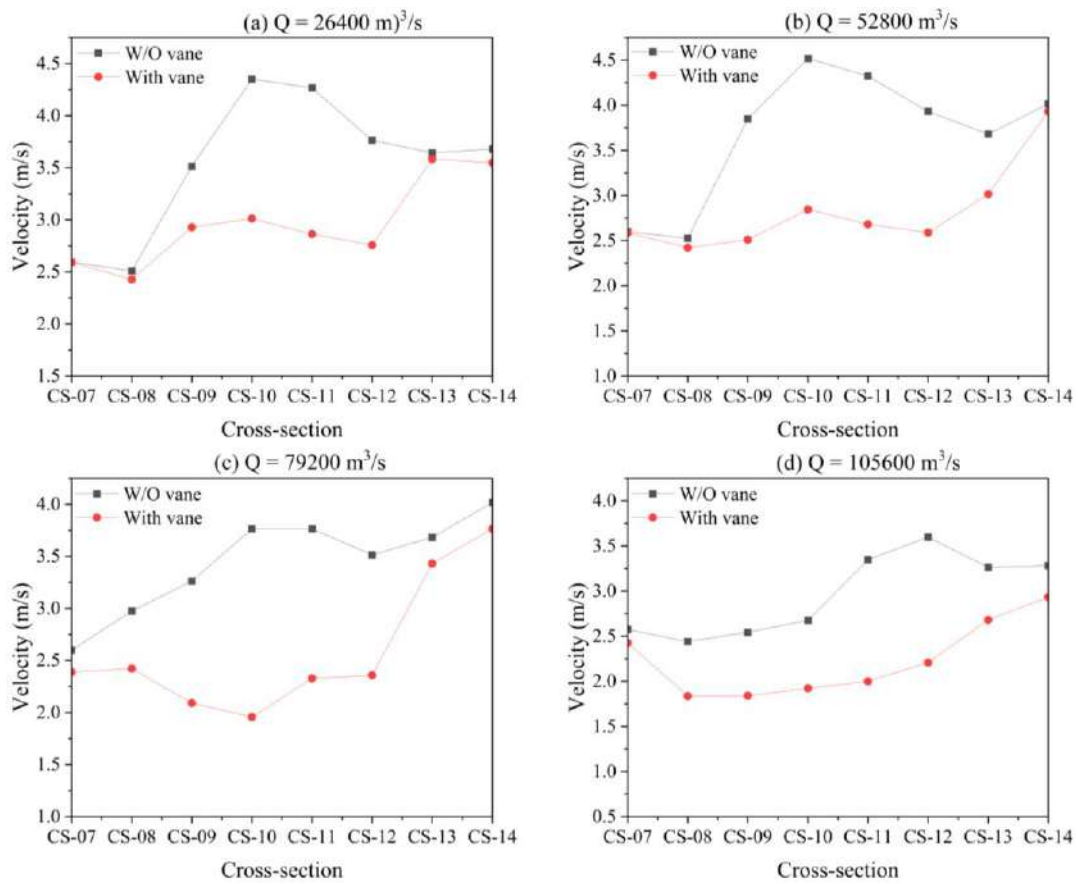 (a) Q = 26400 m)³/s
W/O vane
With vane
4.5
4.0
3.5
3.0
2.5
2.0
1.5
Velocity (m/s)
CS-07 CS-08 CS-09 CS-10 CS-11 CS-12 CS-13 CS-14
Cross-section
(b) Q = 52800 m³/s
W/O vane
With vane
4.5
4.0
3.5
3.0
2.5
2.0
1.5
1.0
Velocity (m/s)
CS-07 CS-08 CS-09 CS-10 CS-11 CS-12 CS-13 CS-14
Cross-section
(c) Q = 79200 m³/s
W/O vane
With vane
4.0
3.5
3.0
2.5
2.0
1.5
1.0
Velocity (m/s)
CS-07 CS-08 CS-09 CS-10 CS-11 CS-12 CS-13 CS-14
Cross-section
(d) Q = 105600 m³/s
W/O vane
With vane
4.0
3.5
3.0
2.5
2.0
1.5
1.0
0.5
Velocity (m/s)
CS-07 CS-08 CS-09 CS-10 CS-11 CS-12 CS-13 CS-14
Cross-section